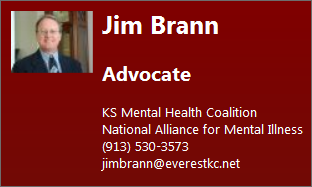 Jim Brann
Advocate
KS Mental Health Coalition
National Alliance for Mental Illness
(913) 530-3573
jimbrann@everestkc.net